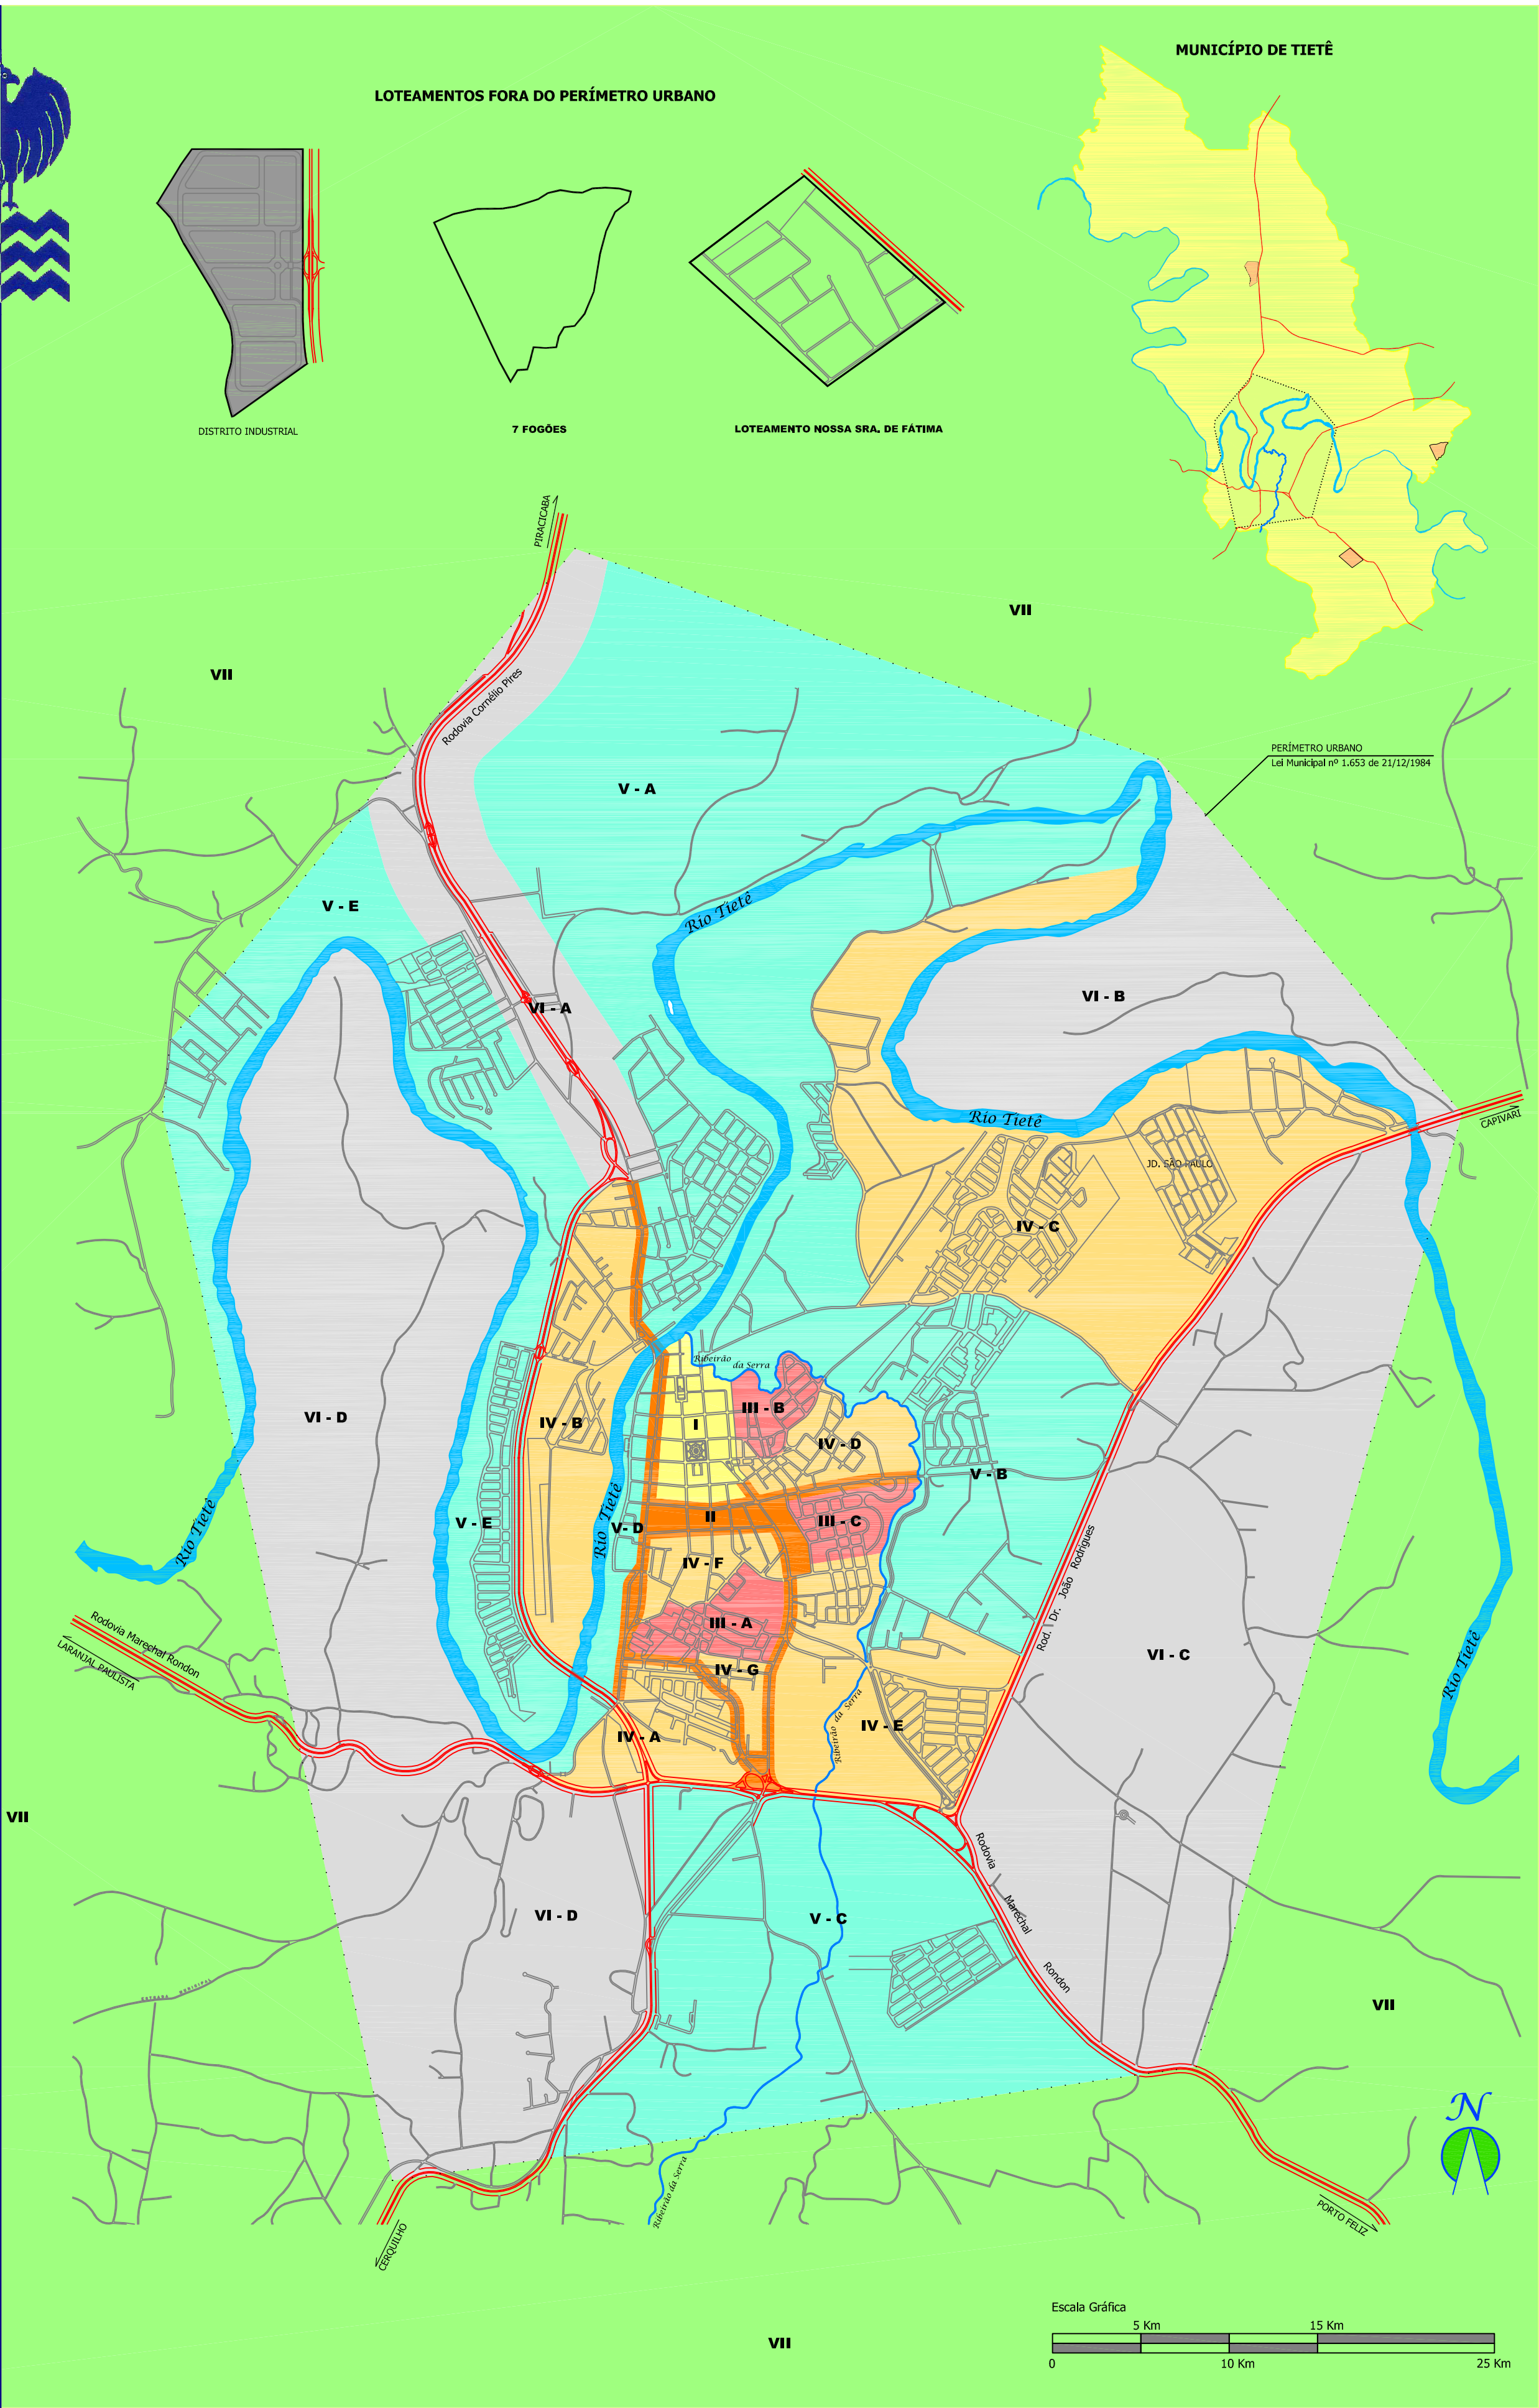 MUNICÍPIO DE TIETÊ
LOTEAMENTOS FORA DO PERÍMETRO URBANO
DISTRITO INDUSTRIAL
7 FOGÕES
LOTEAMENTO NOSSA SRA. DE FÁTIMA
PIRACICABA
VII
VII
Rodovia Cornélio Pires
PERÍMETRO URBANO
Lei Municipal nº 1.653 de 21/12/1984
V - A
V - E
Rio Tietê
VI - A
VI - B
Rio Tietê
CAPIVARI
JD. SÃO PAULO
IV - C
Ribeirão
da Serra
VI - D
IV - B
I
III - B
IV - D
V - B
Rio Tietê
Rio Tietê
V - E
V - D
II
III - C
IV - F
Rod. Dr. João Rodrigues
III - A
VI - C
Rodovia Marechal Rondon
LARANJAL PAULISTA
IV - G
Rio Tietê
Ribeirão da Serra
IV - E
IV - A
VII
Rodovia
Marechal
Rondon
VI - D
V - C
ESTRADA MUNICIPAL
VII
N
Ribeirão da Serra
CERQUILHO
PORTO FELIZ
Escala Gráfica
5 Km
15 Km
0
10 Km
25 Km
VII